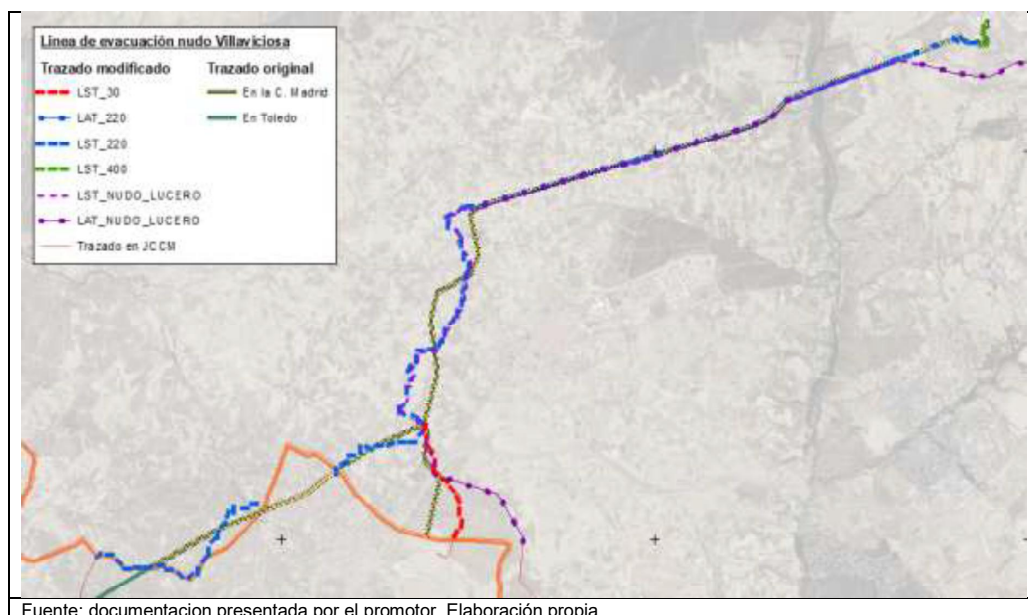 Linea de evacuación nudo Villaviciosa
Trazado modificado Trazado original
LST_30 En la C. Madrid
LAT_220 En Toledo
LST_220
LST_400
LST_NUDO_LUCERO
LAT_NUDO_LUCERO
Trazado en JCCM
Fuente: documentacion presentada por el promotor. Elaboración propia